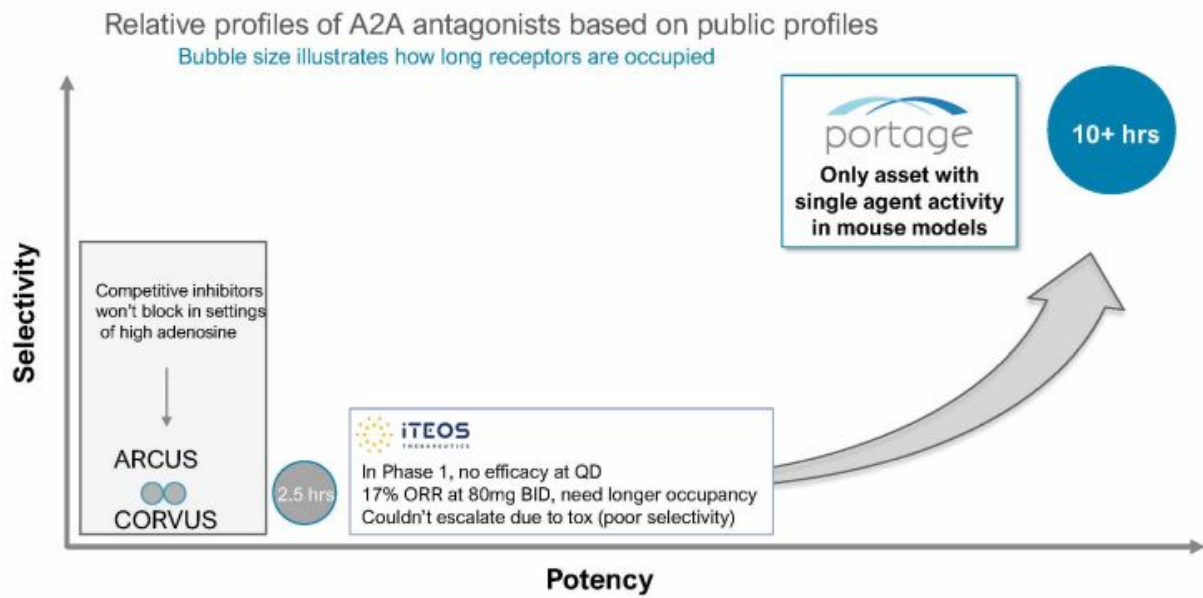 Relative profiles of A2A antagonists based on public profiles
Bubble size illustrates how long receptors are occupied
portage
Only asset with
single agent activity
in mouse models
10+ hrs
Selectivity
Competitive inhibitors
won't block in settings
of high adenosine
ARCUS
CORVUS
2.5 hrs
iTEOS
THERAPEUTICS
In Phase 1, no efficacy at QD
17% ORR at 80mg BID, need longer occupancy
Couldn't escalate due to tox (poor selectivity)
Potency